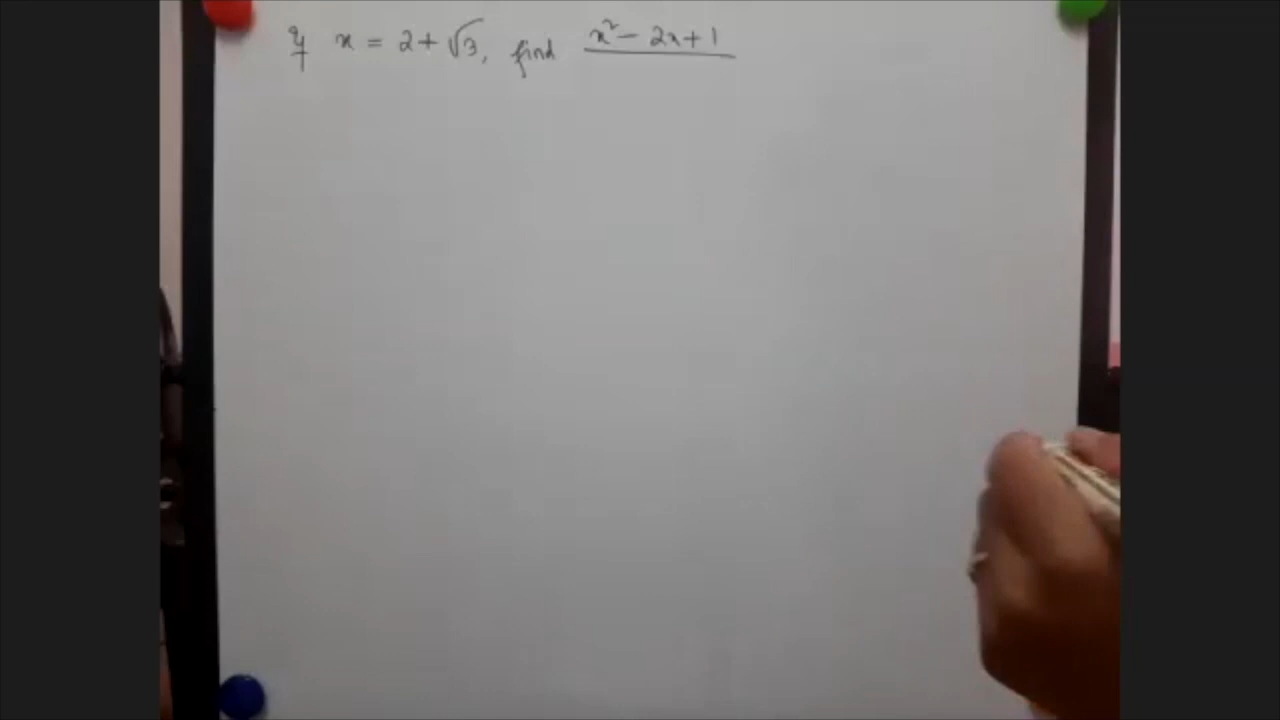 If x = 2 + √3, find x² - 2x + 1